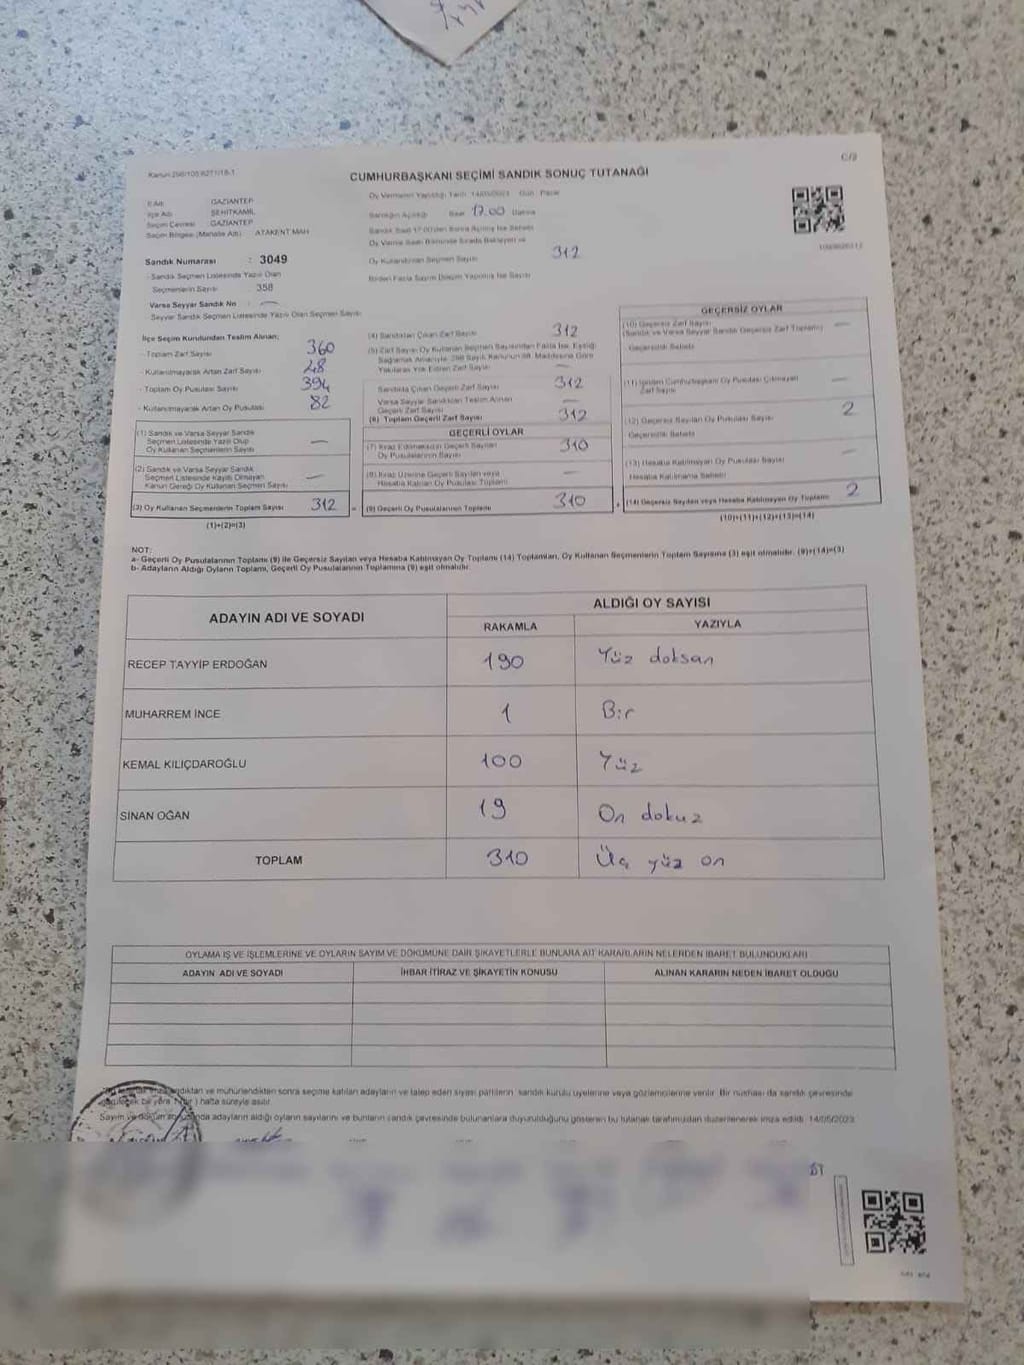 C/3
Kanun:298/105,6271/18-1
CUMHURBAŞKANI SEÇİMİ SANDIK SONUÇ TUTANAĞI
İl Adı GAZİANTEP
İlçe Adı ŞEHİTKAMİL
Seçim Çevresi GAZİANTEP
Seçim Bölgesi (Mahalle Adı) ATAKENT MAH
Sandık Numarası : 3049
Sandık Seçmen Listesinde Yazılı Olan
Seçmenlerin Sayısı 358
Varsa Seyyar Sandık No : —
Seyyar Sandık Seçmen Listesinde Yazılı Olan Seçmen Sayısı
Oy Vermenin Yapıldığı Tarih 14/05/2023 Gün Pazar
Sandığın Açıldığı Saat 17.00
Sandık Saat 17:00'den Sonra Açılmış İse Sebebi
Oy Verme Saati Bitiminde Sırada Bekleyen ve
Oy Kullandıran Seçmen Sayısı 312
Birden Fazla Sayım Döküm Yapılmış İse Sayısı
İlçe Seçim Kurulundan Teslim Alınan;
- Toplam Zarf Sayısı 360
- Kullanılmayarak Artan Zarf Sayısı 48
- Toplam Oy Pusulası Sayısı 394
- Kullanılmayarak Artan Oy Pusulası 82
(1) Sandık ve Varsa Seyyar Sandık
Seçmen Listesinde Yazılı Olup
Oy Kullanan Seçmenlerin Sayısı —
(2) Sandık ve Varsa Seyyar Sandık
Seçmen Listesinde Kayıtlı Olmayan
Kanun Gereği Oy Kullanan Seçmen Sayısı —
(3) Oy Kullanan Seçmenlerin Toplam Sayısı 312
(1)+(2)=(3)
(4) Sandıktan Çıkan Zarf Sayısı 312
(5) Zarf Sayısı Oy Kullanan Seçmen Sayısından Fazla İse, Eşitliği
Sağlamak Amacıyla, 298 Sayılı Kanunun 98. Maddesine Göre
Yakılarak Yok Edilen Zarf Sayısı —
Sandıkta Çıkan Geçerli Zarf Sayısı 312
Varsa Seyyar Sandıktan Teslim Alınan
Geçerli Zarf Sayısı —
(6) Toplam Geçerli Zarf Sayısı 312
GEÇERLİ OYLAR
(7) İtiraz Edilmeksizin Geçerli Sayılan
Oy Pusulalarının Sayısı 310
(8) İtiraz Üzerine Geçerli Sayılan veya
Hesaba Katılan Oy Pusulası Toplamı —
(9) Geçerli Oy Pusulalarının Toplamı 310
GEÇERSİZ OYLAR
(10) Geçersiz Zarf Sayısı
(Sandık ve Varsa Seyyar Sandık Geçersiz Zarf Toplamı) —
Geçersizlik Sebebi
(11) İçinden Cumhurbaşkanı Oy Pusulası Çıkmayan
Zarf Sayısı —
(12) Geçersiz Sayılan Oy Pusulası Sayısı 2
Geçersizlik Sebebi
(13) Hesaba Katılmayan Oy Pusulası Sayısı —
Hesaba Katılmama Sebebi
(14) Geçersiz Sayılan veya Hesaba Katılmayan Oy Toplamı 2
(10)+(11)+(12)+(13)=(14)
NOT:
a- Geçerli Oy Pusulalarının Toplamı (9) ile Geçersiz Sayılan veya Hesaba Katılmayan Oy Toplamı (14) Toplamları, Oy Kullanan Seçmenlerin Toplam Sayısına (3) eşit olmalıdır. (9)+(14)=(3)
b- Adayların Aldığı Oyların Toplamı, Geçerli Oy Pusulalarının Toplamına (9) eşit olmalıdır.
ADAYIN ADI VE SOYADI ALDIĞI OY SAYISI
RAKAMLA YAZIYLA
RECEP TAYYİP ERDOĞAN 190 Yüz doksan
MUHARREM İNCE 1 Bir
KEMAL KILIÇDAROĞLU 100 Yüz
SİNAN OĞAN 19 On dokuz
TOPLAM 310 Üç yüz on
OYLAMA İŞ VE İŞLEMLERİNE VE OYLARIN SAYIM VE DÖKÜMÜNE DAİR ŞİKAYETLERLE BUNLARA AİT KARARLARIN NELERDEN İBARET BULUNDUKLARI
ADAYIN ADI VE SOYADI İHBAR İTİRAZ VE ŞİKAYETİN KONUSU ALINAN KARARIN NEDEN İBARET OLDUĞU
ve mühürlendikten sonra seçime katılan adayların ve talep eden siyasi partilerin sandık kurulu üyelerine veya gözlemcilerine verilir. Bir nüshası da sandık çevresinde
hafta süreyle asılır.
Sayım ve döküm adayların aldığı oyların sayılarını ve bunların sandık çevresinde bulunanlara duyurulduğunu gösteren bu tutanak tarafımızdan düzenlenerek imza edildi. 14/05/2023